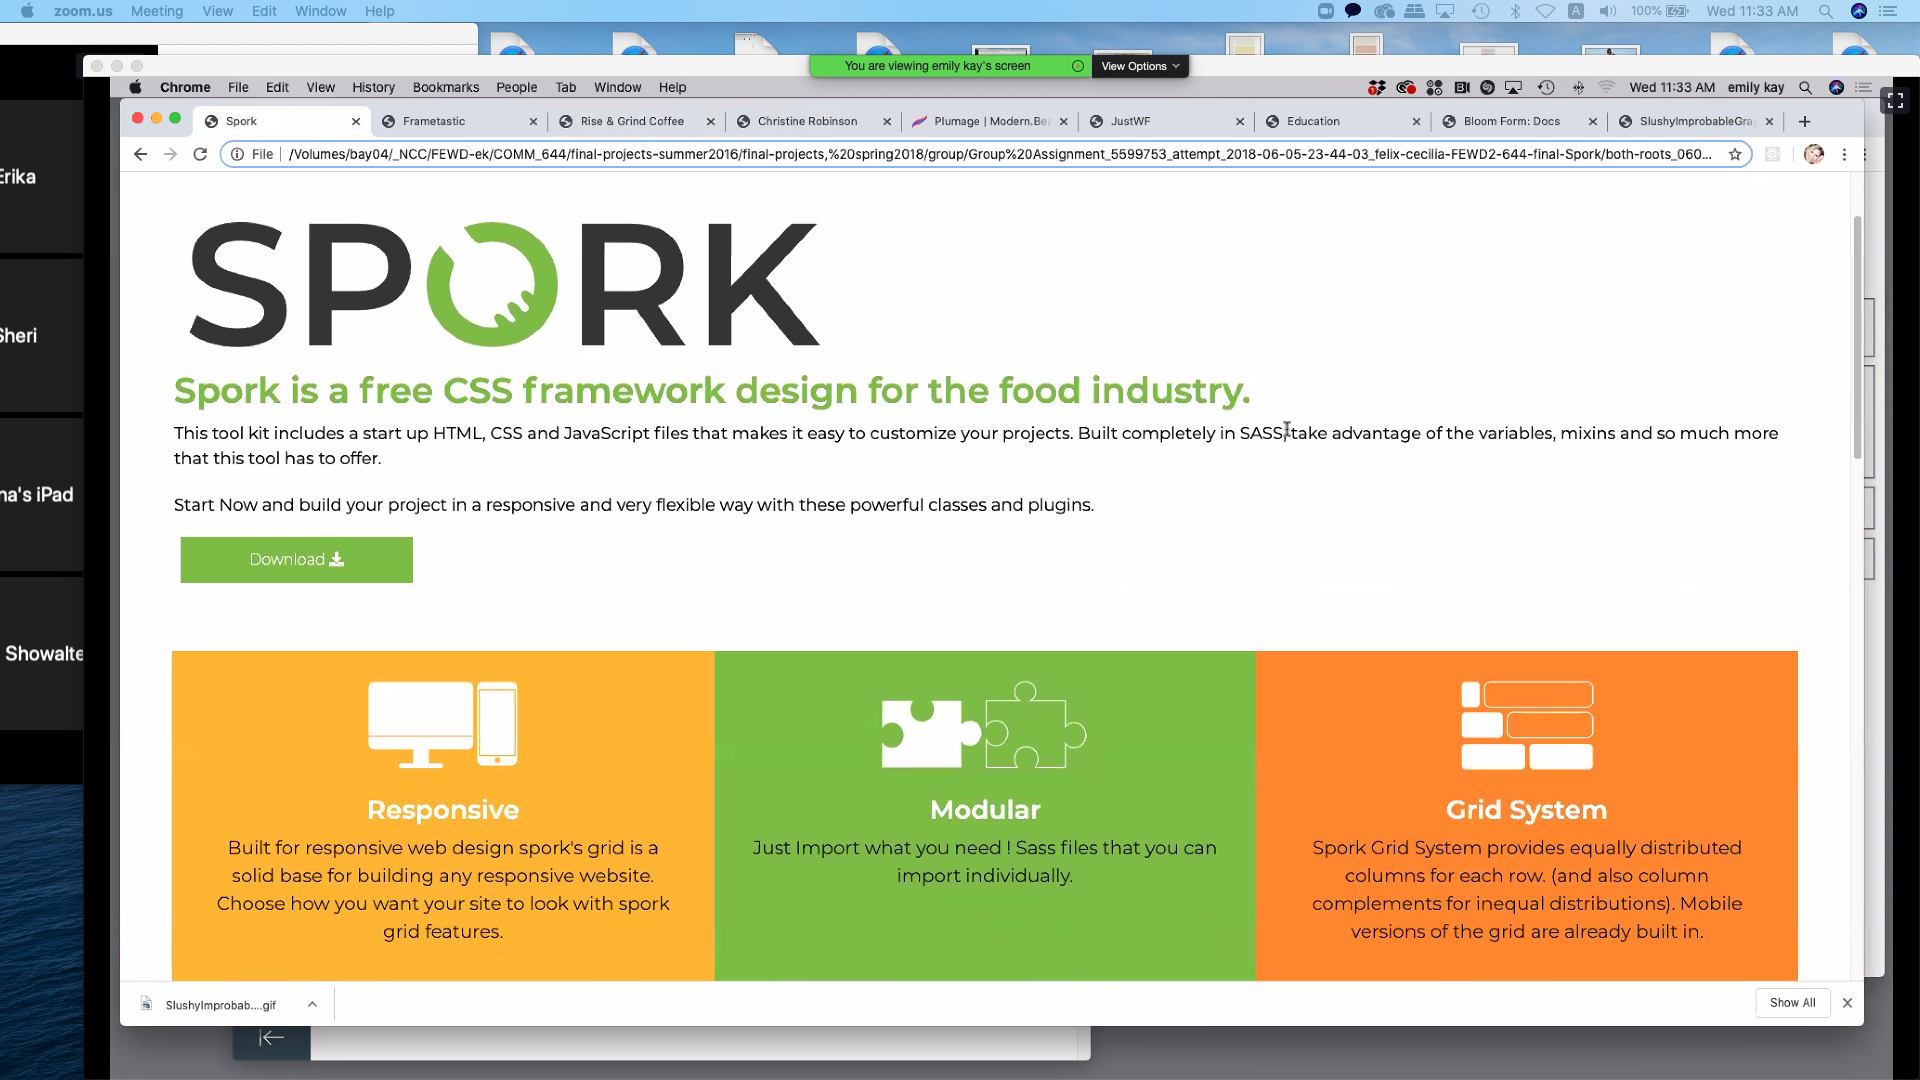 zoom.us Meeting View Edit Window Help
100% Wed 11:33 AM
You are viewing emily kay's screen View Options
Chrome File Edit View History Bookmarks People Tab Window Help
Wed 11:33 AM emily kay
Spork Frametastic Rise & Grind Coffee Christine Robinson Plumage | Modern.Be JustWF Education Bloom Form: Docs SlushyImprobableGra
File /Volumes/bay04/_NCC/FEWD-ek/COMM_644/final-projects-summer2016/final-projects,%20spring2018/group/Group%20Assignment_5599753_attempt_2018-06-05-23-44-03_felix-cecilia-FEWD2-644-final-Spork/both-roots_060...
Erika
Sheri
na's iPad
Showalte
SPORK
Spork is a free CSS framework design for the food industry.
This tool kit includes a start up HTML, CSS and JavaScript files that makes it easy to customize your projects. Built completely in SASS, take advantage of the variables, mixins and so much more
that this tool has to offer.
Start Now and build your project in a responsive and very flexible way with these powerful classes and plugins.
Download
Responsive
Built for responsive web design spork's grid is a
solid base for building any responsive website.
Choose how you want your site to look with spork
grid features.
Modular
Just Import what you need ! Sass files that you can
import individually.
Grid System
Spork Grid System provides equally distributed
columns for each row. (and also column
complements for inequal distributions). Mobile
versions of the grid are already built in.
SlushyImprobab....gif
Show All